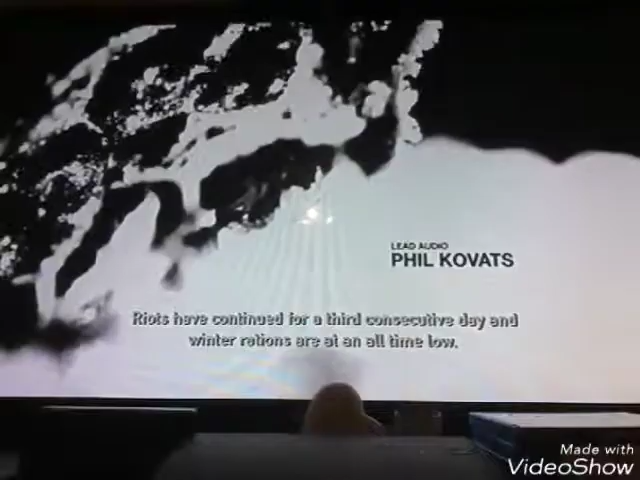 LEAD AUDIO
PHIL KOVATS
Riots have continued for a third consecutive day and
winter rations are at an all time low.
Made with
VideoShow